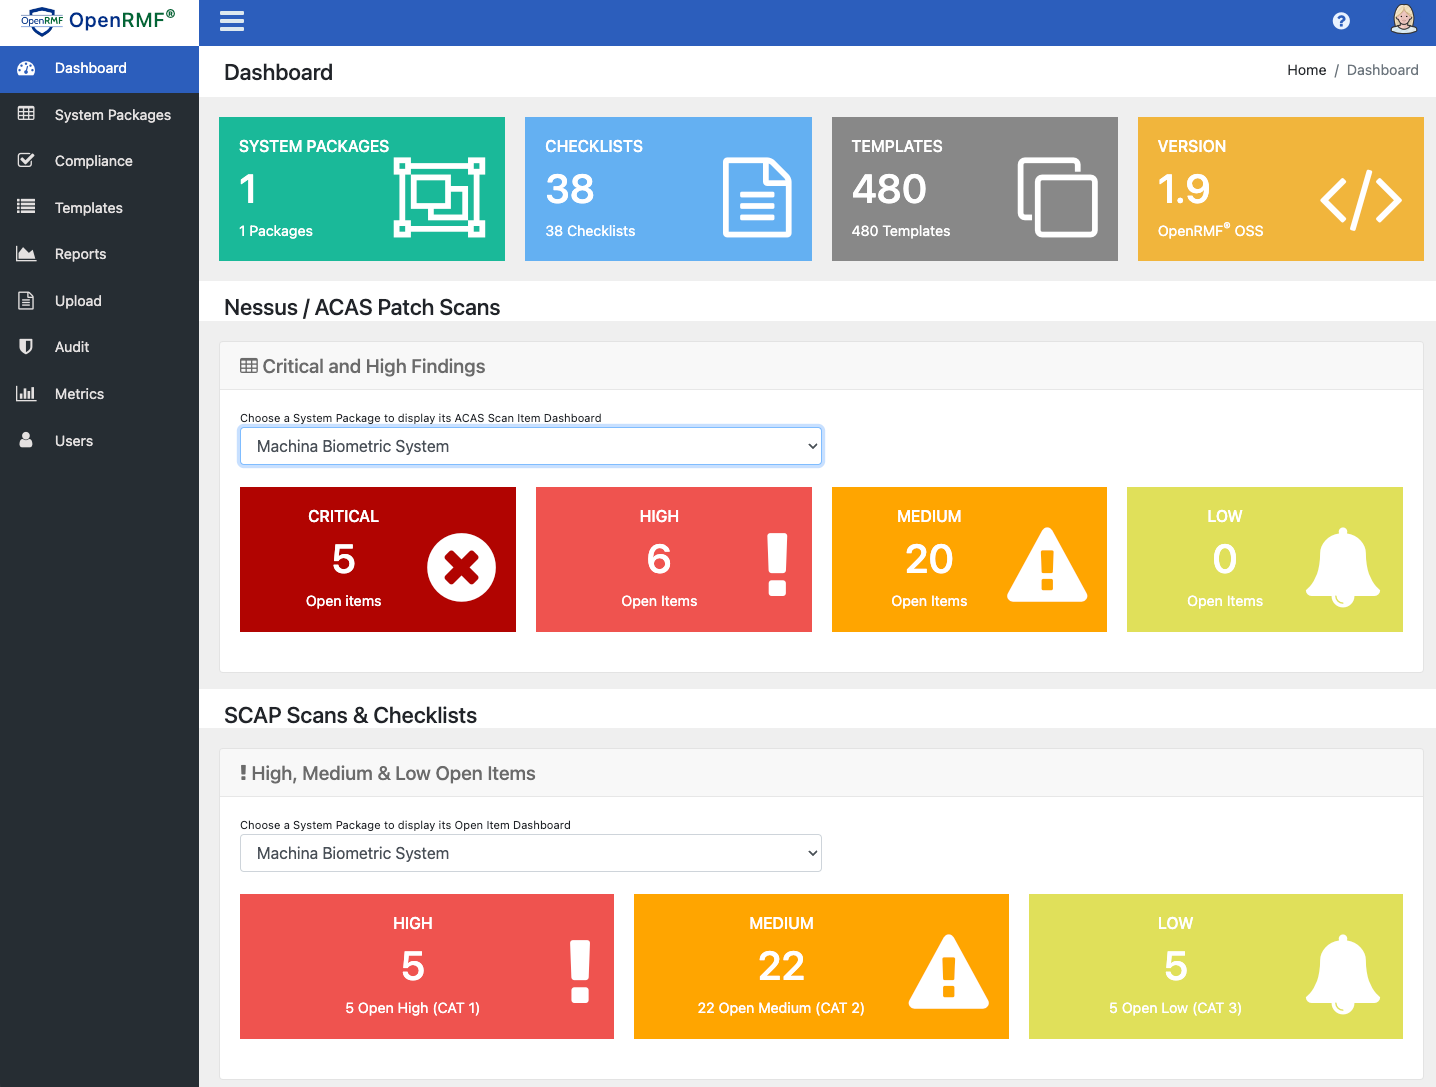 OpenRMF OpenRMF®
Dashboard
System Packages
Compliance
Templates
Reports
Upload
Audit
Metrics
Users
Dashboard
Home / Dashboard
SYSTEM PACKAGES
1
1 Packages
CHECKLISTS
38
38 Checklists
TEMPLATES
480
480 Templates
VERSION
1.9
OpenRMF® OSS
Nessus / ACAS Patch Scans
Critical and High Findings
Choose a System Package to display its ACAS Scan Item Dashboard
Machina Biometric System
CRITICAL
5
Open items
HIGH
6
Open Items
MEDIUM
20
Open Items
LOW
0
Open Items
SCAP Scans & Checklists
High, Medium & Low Open Items
Choose a System Package to display its Open Item Dashboard
Machina Biometric System
HIGH
5
5 Open High (CAT 1)
MEDIUM
22
22 Open Medium (CAT 2)
LOW
5
5 Open Low (CAT 3)